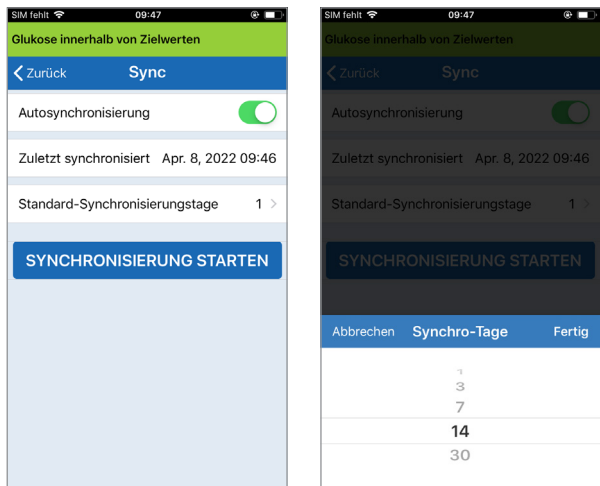 SIM fehlt 09:47
Glukose innerhalb von Zielwerten
Zurück Sync
Autosynchronisierung
Zuletzt synchronisiert Apr. 8, 2022 09:46
Standard-Synchronisierungstage 1
SYNCHRONISIERUNG STARTEN
SIM fehlt 09:47
Glukose innerhalb von Zielwerten
Zurück Sync
Autosynchronisierung
Zuletzt synchronisiert Apr. 8, 2022 09:46
Standard-Synchronisierungstage 1
SYNCHRONISIERUNG STARTEN
Abbrechen Synchro-Tage Fertig
1
3
7
14
30